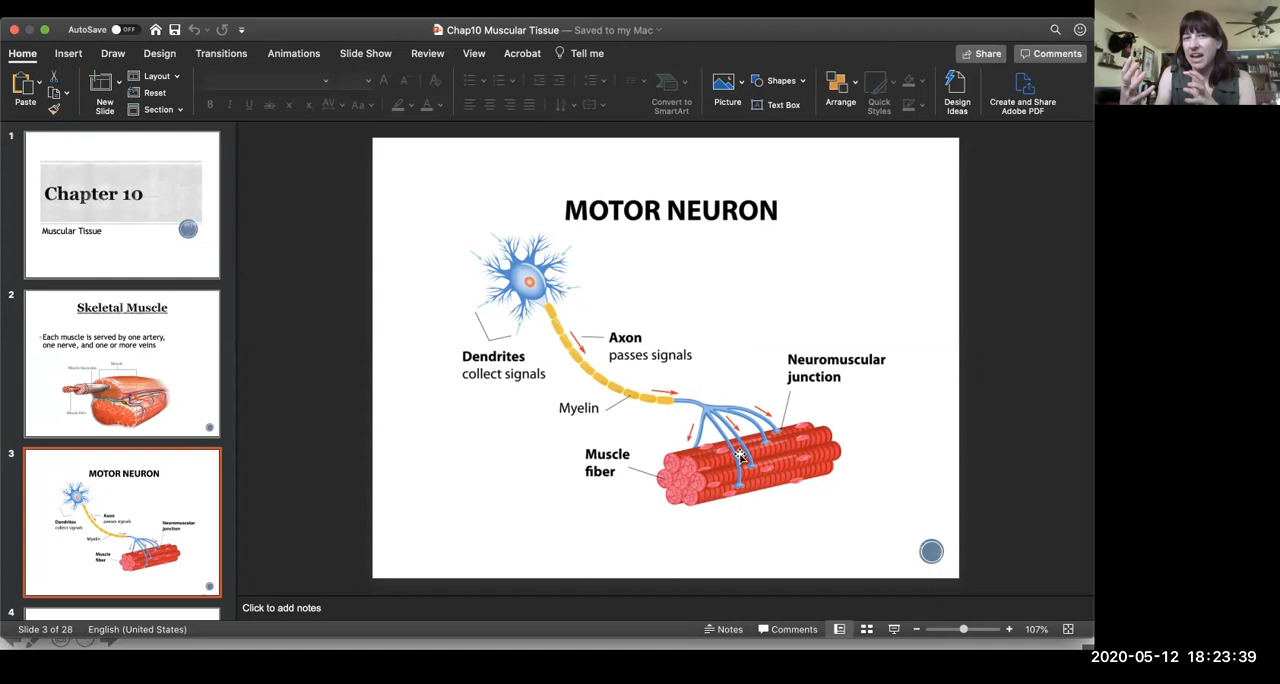 AutoSave OFF
Chap10 Muscular Tissue — Saved to my Mac
Home Insert Draw Design Transitions Animations Slide Show Review View Acrobat Tell me
Share Comments
Paste
New
Slide
Layout
Reset
Section
B I U ab X X AV Aa A
Convert to
SmartArt
Picture
Shapes
Text Box
Arrange
Quick
Styles
Design
Ideas
Create and Share
Adobe PDF
1
Chapter 10
Muscular Tissue
2
Skeletal Muscle
Each muscle is served by one artery,
one nerve, and one or more veins
3
MOTOR NEURON
Dendrites
collect signals
Axon
passes signals
Myelin
Neuromuscular
junction
Muscle
fiber
4
MOTOR NEURON
Dendrites
collect signals
Axon
passes signals
Myelin
Neuromuscular
junction
Muscle
fiber
Click to add notes
Slide 3 of 28 English (United States)
Notes Comments
107%
2020-05-12 18:23:39